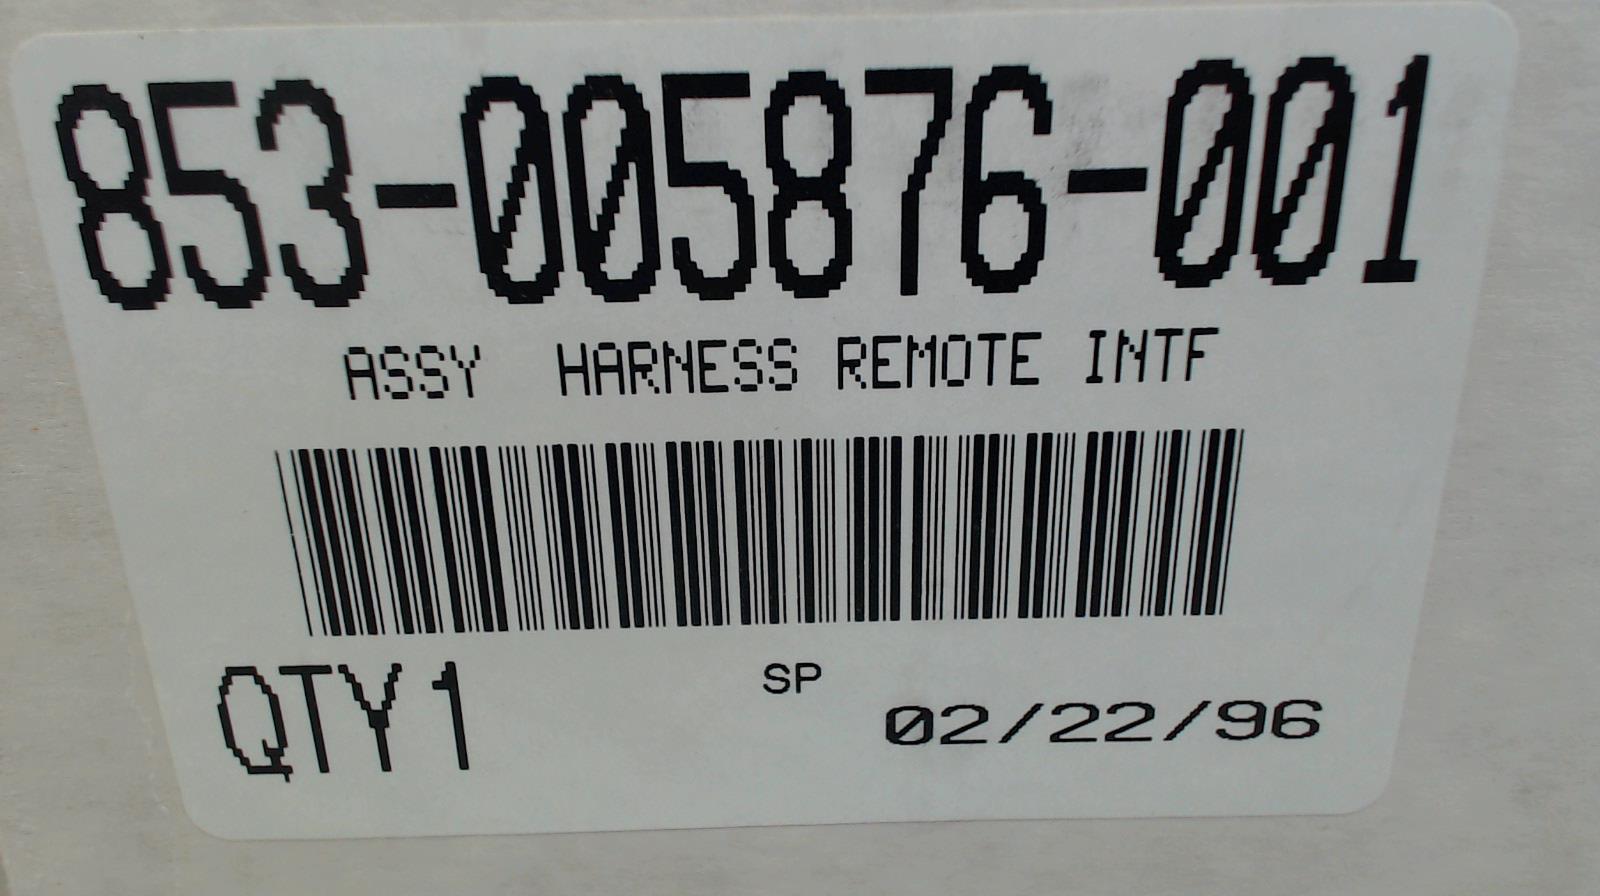 853-005876-001
ASSY HARNESS REMOTE INTF
QTY 1
SP
02/22/96